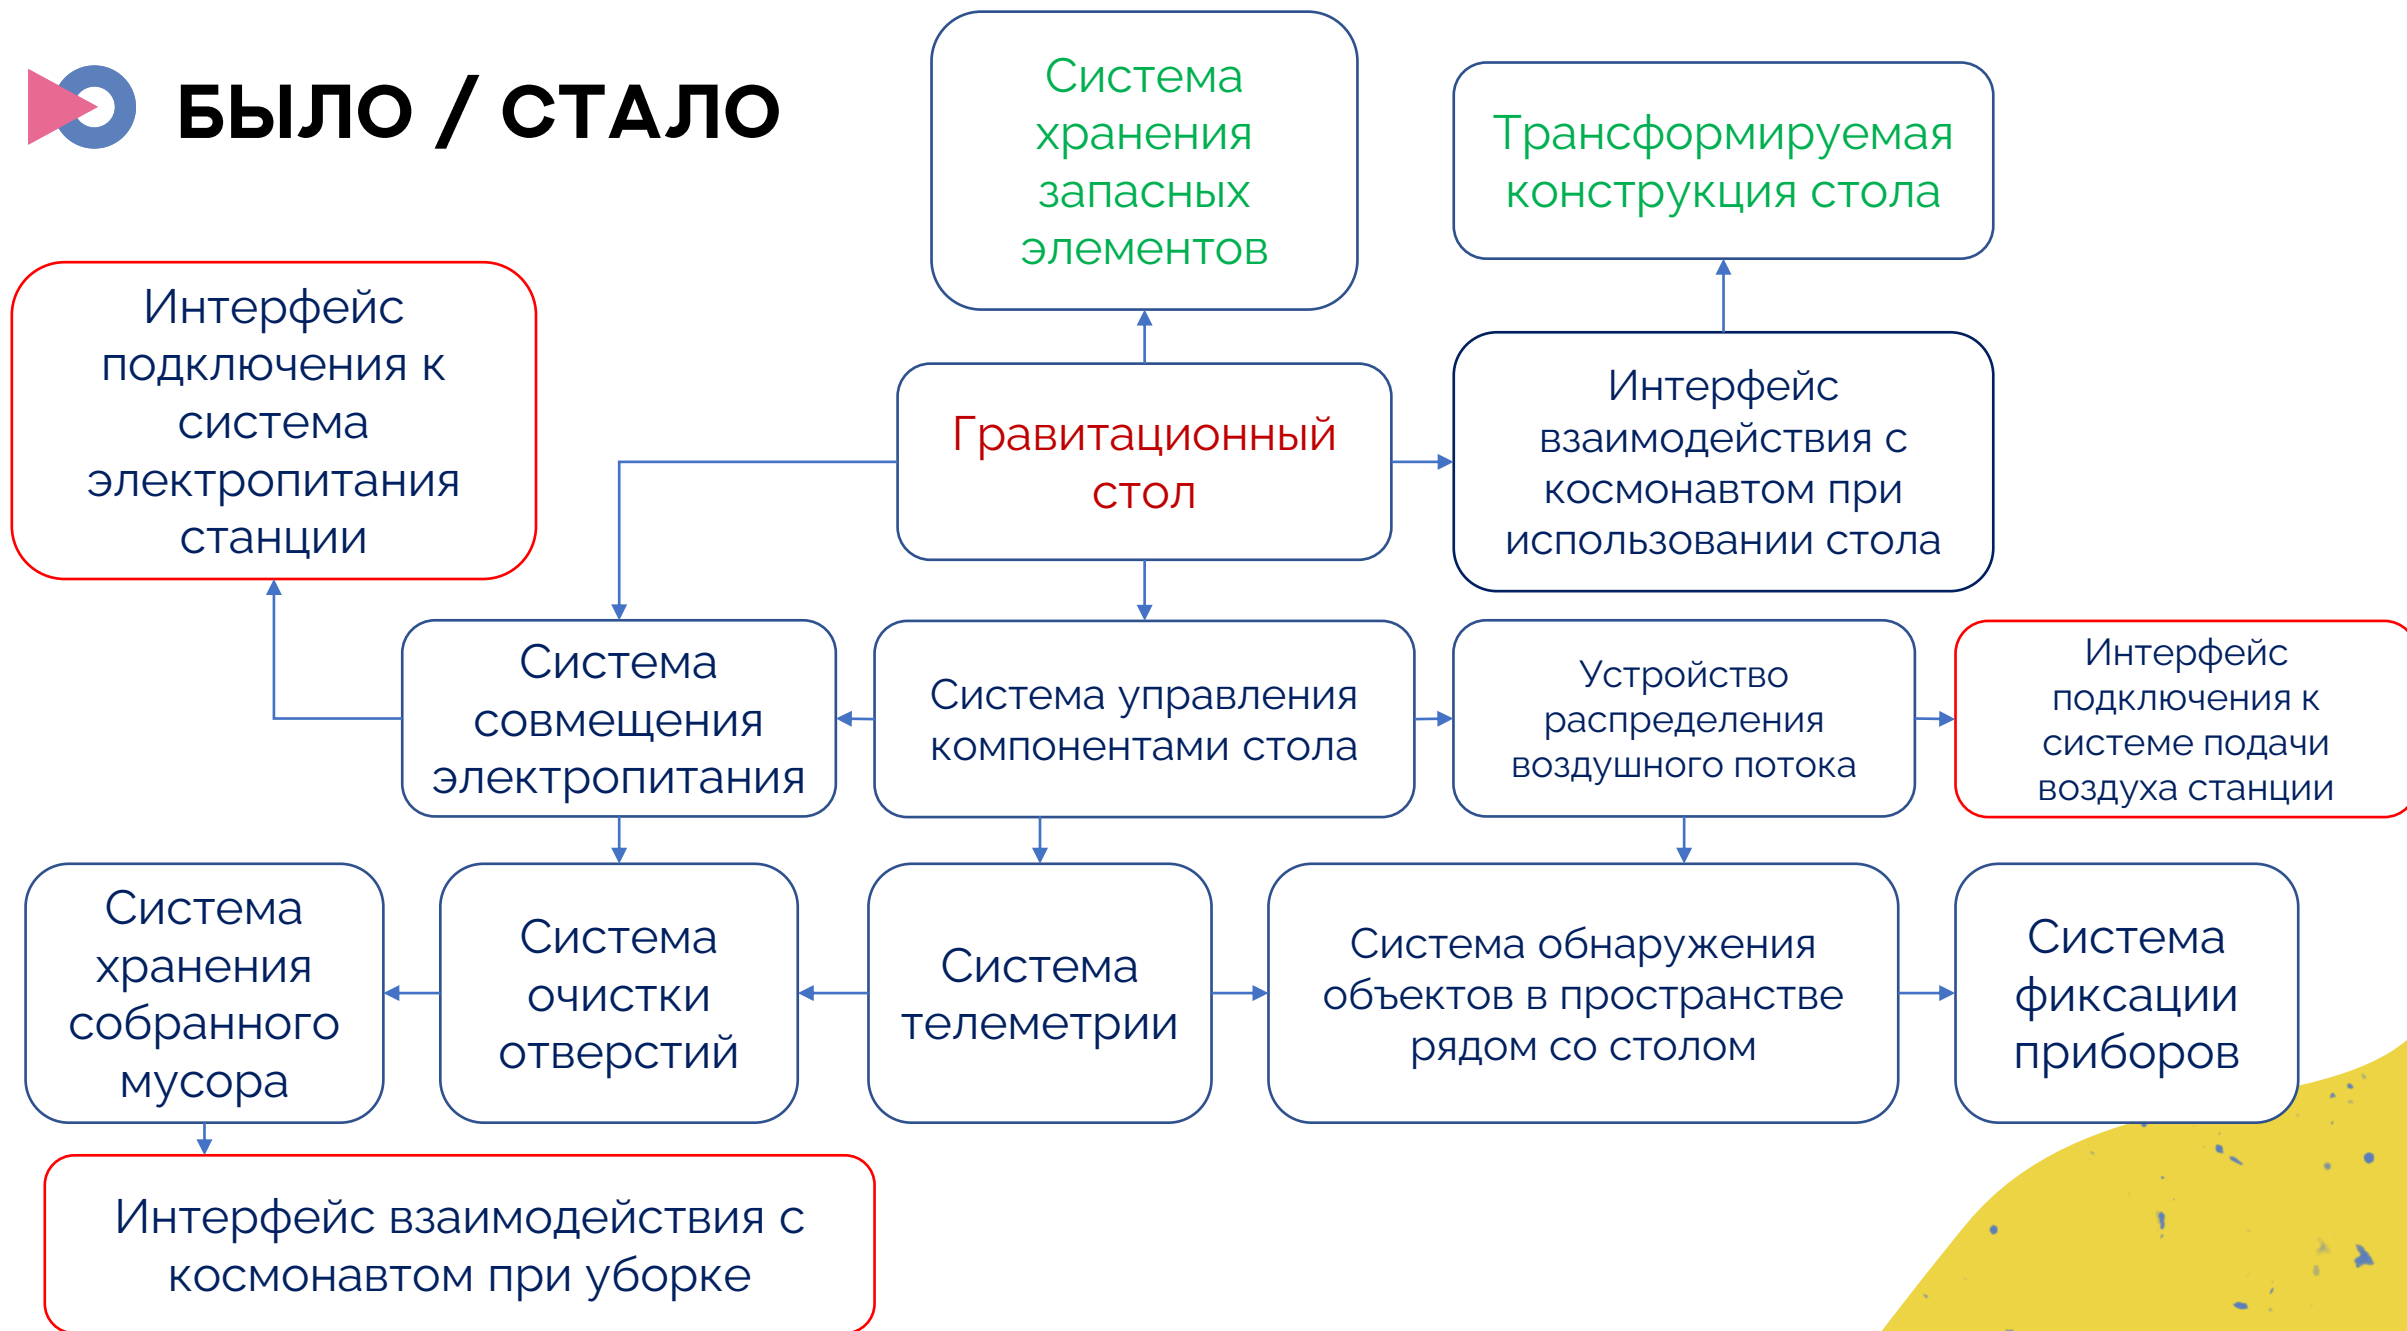 БЫЛО / СТАЛО
Система
хранения
запасных
элементов
Трансформируемая
конструкция стола
Интерфейс
подключения к
система
электропитания
станции
Гравитационный
стол
Интерфейс
взаимодействия с
космонавтом при
использовании стола
Система
совмещения
электропитания
Система управления
компонентами стола
Устройство
распределения
воздушного потока
Интерфейс
подключения к
системе подачи
воздуха станции
Система
хранения
собранного
мусора
Система
очистки
отверстий
Система
телеметрии
Система обнаружения
объектов в пространстве
рядом со столом
Система
фиксации
приборов
Интерфейс взаимодействия с
космонавтом при уборке